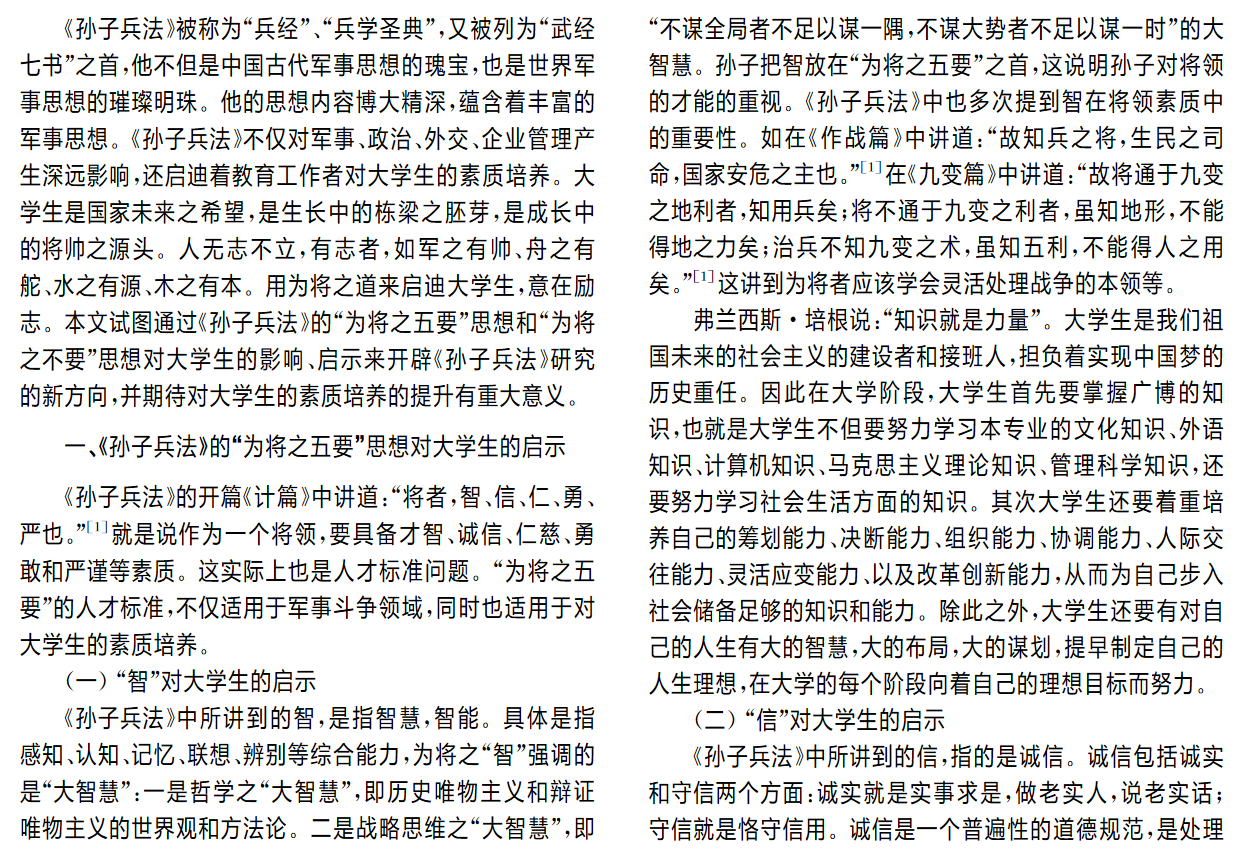 《孙子兵法》被称为“兵经”、“兵学圣典”,又被列为“武经
七书”之首,他不但是中国古代军事思想的瑰宝,也是世界军
事思想的璀璨明珠。他的思想内容博大精深,蕴含着丰富的
军事思想。《孙子兵法》不仅对军事、政治、外交、企业管理产
生深远影响,还启迪着教育工作者对大学生的素质培养。大
学生是国家未来之希望,是生长中的栋梁之胚芽,是成长中
的将帅之源头。人无志不立,有志者,如军之有帅、舟之有
舵、水之有源、木之有本。用为将之道来启迪大学生,意在励
志。本文试图通过《孙子兵法》的“为将之五要”思想和“为将
之不要”思想对大学生的影响、启示来开辟《孙子兵法》研究
的新方向,并期待对大学生的素质培养的提升有重大意义。
一、《孙子兵法》的“为将之五要”思想对大学生的启示
《孙子兵法》的开篇《计篇》中讲道:“将者,智、信、仁、勇、
严也。”[1]就是说作为一个将领,要具备才智、诚信、仁慈、勇
敢和严谨等素质。这实际上也是人才标准问题。“为将之五
要”的人才标准,不仅适用于军事斗争领域,同时也适用于对
大学生的素质培养。
(一)“智”对大学生的启示
《孙子兵法》中所讲到的智,是指智慧,智能。具体是指
感知、认知、记忆、联想、辨别等综合能力,为将之“智”强调的
是“大智慧”:一是哲学之“大智慧”,即历史唯物主义和辩证
唯物主义的世界观和方法论。二是战略思维之“大智慧”,即
“不谋全局者不足以谋一隅,不谋大势者不足以谋一时”的大
智慧。孙子把智放在“为将之五要”之首,这说明孙子对将领
的才能的重视。《孙子兵法》中也多次提到智在将领素质中
的重要性。如在《作战篇》中讲道:“故知兵之将,生民之司
命,国家安危之主也。”[1]在《九变篇》中讲道:“故将通于九变
之地利者,知用兵矣;将不通于九变之利者,虽知地形,不能
得地之力矣;治兵不知九变之术,虽知五利,不能得人之用
矣。”[1]这讲到为将者应该学会灵活处理战争的本领等。
弗兰西斯·培根说:“知识就是力量”。大学生是我们祖
国未来的社会主义的建设者和接班人,担负着实现中国梦的
历史重任。因此在大学阶段,大学生首先要掌握广博的知
识,也就是大学生不但要努力学习本专业的文化知识、外语
知识、计算机知识、马克思主义理论知识、管理科学知识,还
要努力学习社会生活方面的知识。其次大学生还要着重培
养自己的筹划能力、决断能力、组织能力、协调能力、人际交
往能力、灵活应变能力、以及改革创新能力,从而为自己步入
社会储备足够的知识和能力。除此之外,大学生还要有对自
己的人生有大的智慧,大的布局,大的谋划,提早制定自己的
人生理想,在大学的每个阶段向着自己的理想目标而努力。
(二)“信”对大学生的启示
《孙子兵法》中所讲到的信,指的是诚信。诚信包括诚实
和守信两个方面:诚实就是实事求是,做老实人,说老实话;
守信就是恪守信用。诚信是一个普遍性的道德规范,是处理